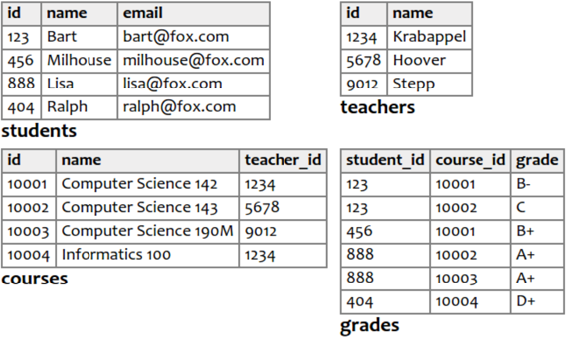 id name email
123 Bart bart@fox.com
456 Milhouse milhouse@fox.com
888 Lisa lisa@fox.com
404 Ralph ralph@fox.com
students
id name
1234 Krabappel
5678 Hoover
9012 Stepp
teachers
id name teacher_id
10001 Computer Science 142 1234
10002 Computer Science 143 5678
10003 Computer Science 190M 9012
10004 Informatics 100 1234
courses
student_id course_id grade
123 10001 B-
123 10002 C
456 10001 B+
888 10002 A+
888 10003 A+
404 10004 D+
grades